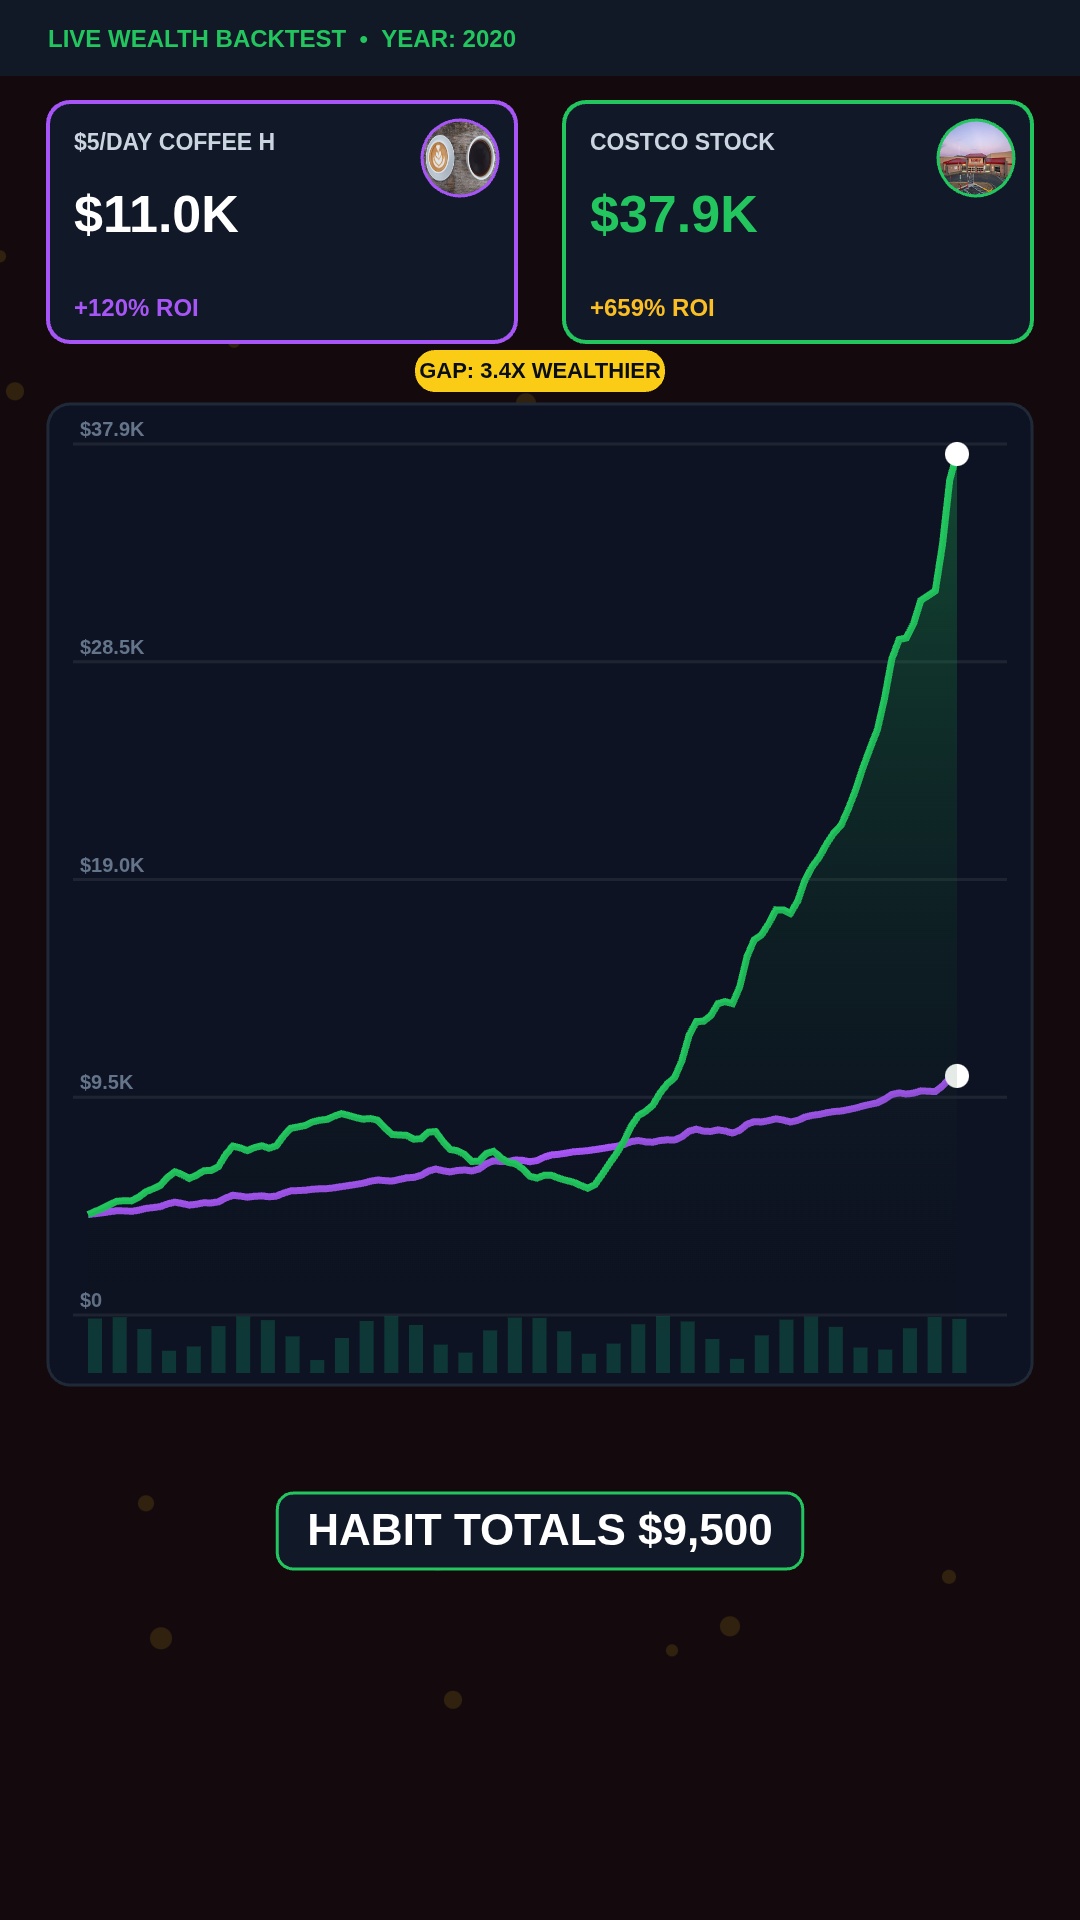 LIVE WEALTH BACKTEST • YEAR: 2020
$5/DAY COFFEE H
$11.0K
+120% ROI
COSTCO STOCK
$37.9K
+659% ROI
GAP: 3.4X WEALTHIER
$37.9K
$28.5K
$19.0K
$9.5K
$0
HABIT TOTALS $9,500